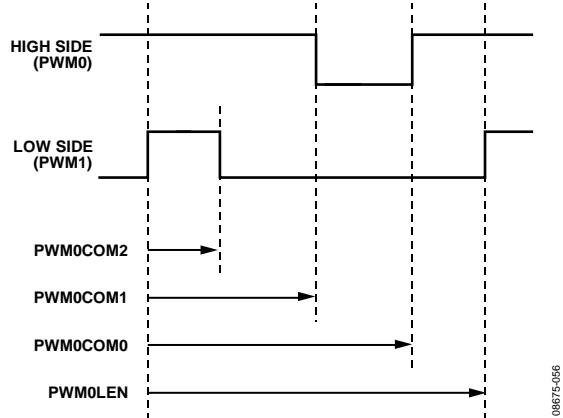 HIGH SIDE
(PWM0)
LOW SIDE
(PWM1)
PWM0COM2
PWM0COM1
PWM0COM0
PWM0LEN
08675-056